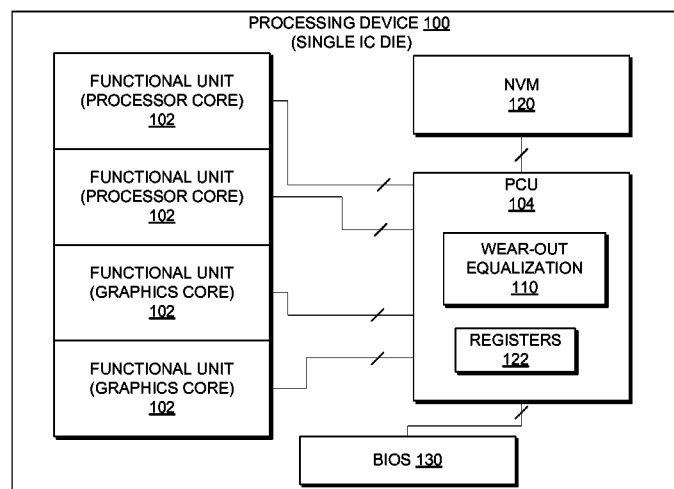 PROCESSING DEVICE 100
(SINGLE IC DIE)
FUNCTIONAL UNIT
(PROCESSOR CORE)
102
FUNCTIONAL UNIT
(PROCESSOR CORE)
102
FUNCTIONAL UNIT
(GRAPHICS CORE)
102
FUNCTIONAL UNIT
(GRAPHICS CORE)
102
NVM
120
PCU
104
WEAR-OUT
EQUALIZATION
110
REGISTERS
122
BIOS 130